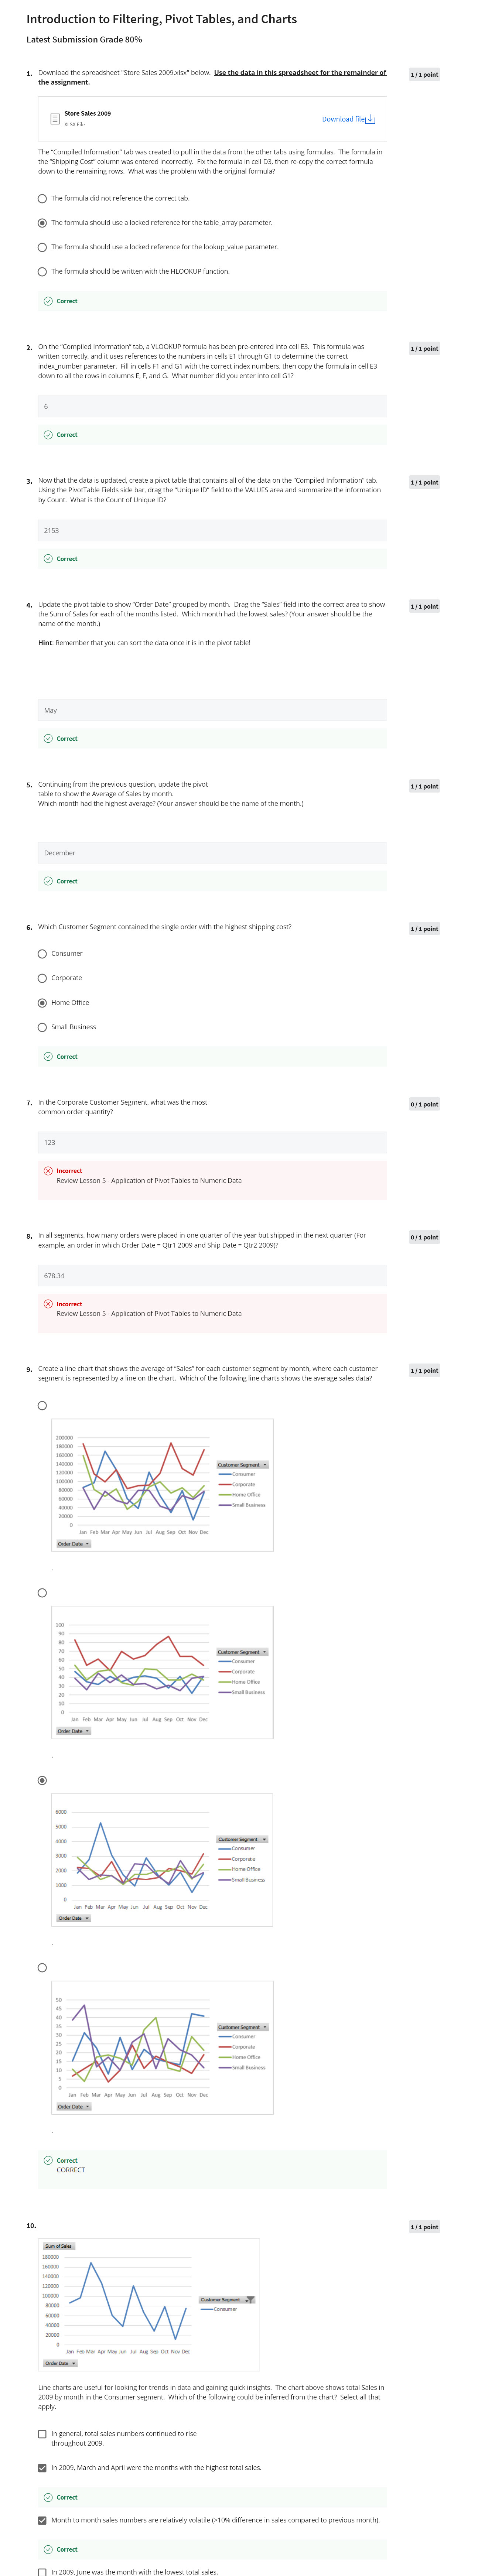 Introduction to Filtering, Pivot Tables, and Charts
Latest Submission Grade 80%
1. Download the spreadsheet "Store Sales 2009.xlsx" below. Use the data in this spreadsheet for the remainder of
the assignment.
1 / 1 point
Store Sales 2009
XLSX File
Download file
The "Compiled Information" tab was created to pull in the data from the other tabs using formulas. The formula in
the "Shipping Cost" column was entered incorrectly. Fix the formula in cell D3, then re-copy the correct formula
down to the remaining rows. What was the problem with the original formula?
The formula did not reference the correct tab.
The formula should use a locked reference for the table_array parameter.
The formula should use a locked reference for the lookup_value parameter.
The formula should be written with the HLOOKUP function.
Correct
2. On the "Compiled Information" tab, a VLOOKUP formula has been pre-entered into cell E3. This formula was
written correctly, and it uses references to the numbers in cells E1 through G1 to determine the correct
index_number parameter. Fill in cells F1 and G1 with the correct index numbers, then copy the formula in cell E3
down to all the rows in columns E, F, and G. What number did you enter into cell G1?
1 / 1 point
6
Correct
3. Now that the data is updated, create a pivot table that contains all of the data on the "Compiled Information" tab.
Using the PivotTable Fields side bar, drag the "Unique ID" field to the VALUES area and summarize the information
by Count. What is the Count of Unique ID?
1 / 1 point
2153
Correct
4. Update the pivot table to show "Order Date" grouped by month. Drag the "Sales" field into the correct area to show
the Sum of Sales for each of the months listed. Which month had the lowest sales? (Your answer should be the
name of the month.)
1 / 1 point
Hint: Remember that you can sort the data once it is in the pivot table!
May
Correct
5. Continuing from the previous question, update the pivot
table to show the Average of Sales by month.
Which month had the highest average? (Your answer should be the name of the month.)
1 / 1 point
December
Correct
6. Which Customer Segment contained the single order with the highest shipping cost?
1 / 1 point
Consumer
Corporate
Home Office
Small Business
Correct
7. In the Corporate Customer Segment, what was the most
common order quantity?
0 / 1 point
123
Incorrect
Review Lesson 5 - Application of Pivot Tables to Numeric Data
8. In all segments, how many orders were placed in one quarter of the year but shipped in the next quarter (For
example, an order in which Order Date = Qtr1 2009 and Ship Date = Qtr2 2009)?
0 / 1 point
678.34
Incorrect
Review Lesson 5 - Application of Pivot Tables to Numeric Data
9. Create a line chart that shows the average of "Sales" for each customer segment by month, where each customer
segment is represented by a line on the chart. Which of the following line charts shows the average sales data?
1 / 1 point
200000
180000
160000
140000
120000
100000
80000
60000
40000
20000
0
Jan Feb Mar Apr May Jun Jul Aug Sep Oct Nov Dec
Customer Segment
Consumer
Corporate
Home Office
Small Business
Order Date
.
100
90
80
70
60
50
40
30
20
10
0
Jan Feb Mar Apr May Jun Jul Aug Sep Oct Nov Dec
Customer Segment
Consumer
Corporate
Home Office
Small Business
Order Date
.
6000
5000
4000
3000
2000
1000
0
Jan Feb Mar Apr May Jun Jul Aug Sep Oct Nov Dec
Customer Segment
Consumer
Corporate
Home Office
Small Business
Order Date
.
50
45
40
35
30
25
20
15
10
5
0
Jan Feb Mar Apr May Jun Jul Aug Sep Oct Nov Dec
Customer Segment
Consumer
Corporate
Home Office
Small Business
Order Date
.
Correct
CORRECT
10.
1 / 1 point
Sum of Sales
180000
160000
140000
120000
100000
80000
60000
40000
20000
0
Jan Feb Mar Apr May Jun Jul Aug Sep Oct Nov Dec
Customer Segment
Consumer
Order Date
Line charts are useful for looking for trends in data and gaining quick insights. The chart above shows total Sales in
2009 by month in the Consumer segment. Which of the following could be inferred from the chart? Select all that
apply.
In general, total sales numbers continued to rise
throughout 2009.
In 2009, March and April were the months with the highest total sales.
Correct
Month to month sales numbers are relatively volatile (>10% difference in sales compared to previous month).
Correct
In 2009, June was the month with the lowest total sales.